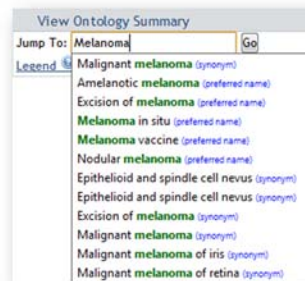 View Ontology Summary
Jump To: Melanoma Go
Legend
Malignant melanoma (synonym)
Amelanotic melanoma (preferred name)
Excision of melanoma (preferred name)
Melanoma in situ (preferred name)
Melanoma vaccine (preferred name)
Nodular melanoma (preferred name)
Epithelioid and spindle cell nevus (synonym)
Epithelioid and spindle cell nevus (synonym)
Excision of melanoma (synonym)
Malignant melanoma (synonym)
Malignant melanoma of iris (synonym)
Malignant melanoma of retina (synonym)